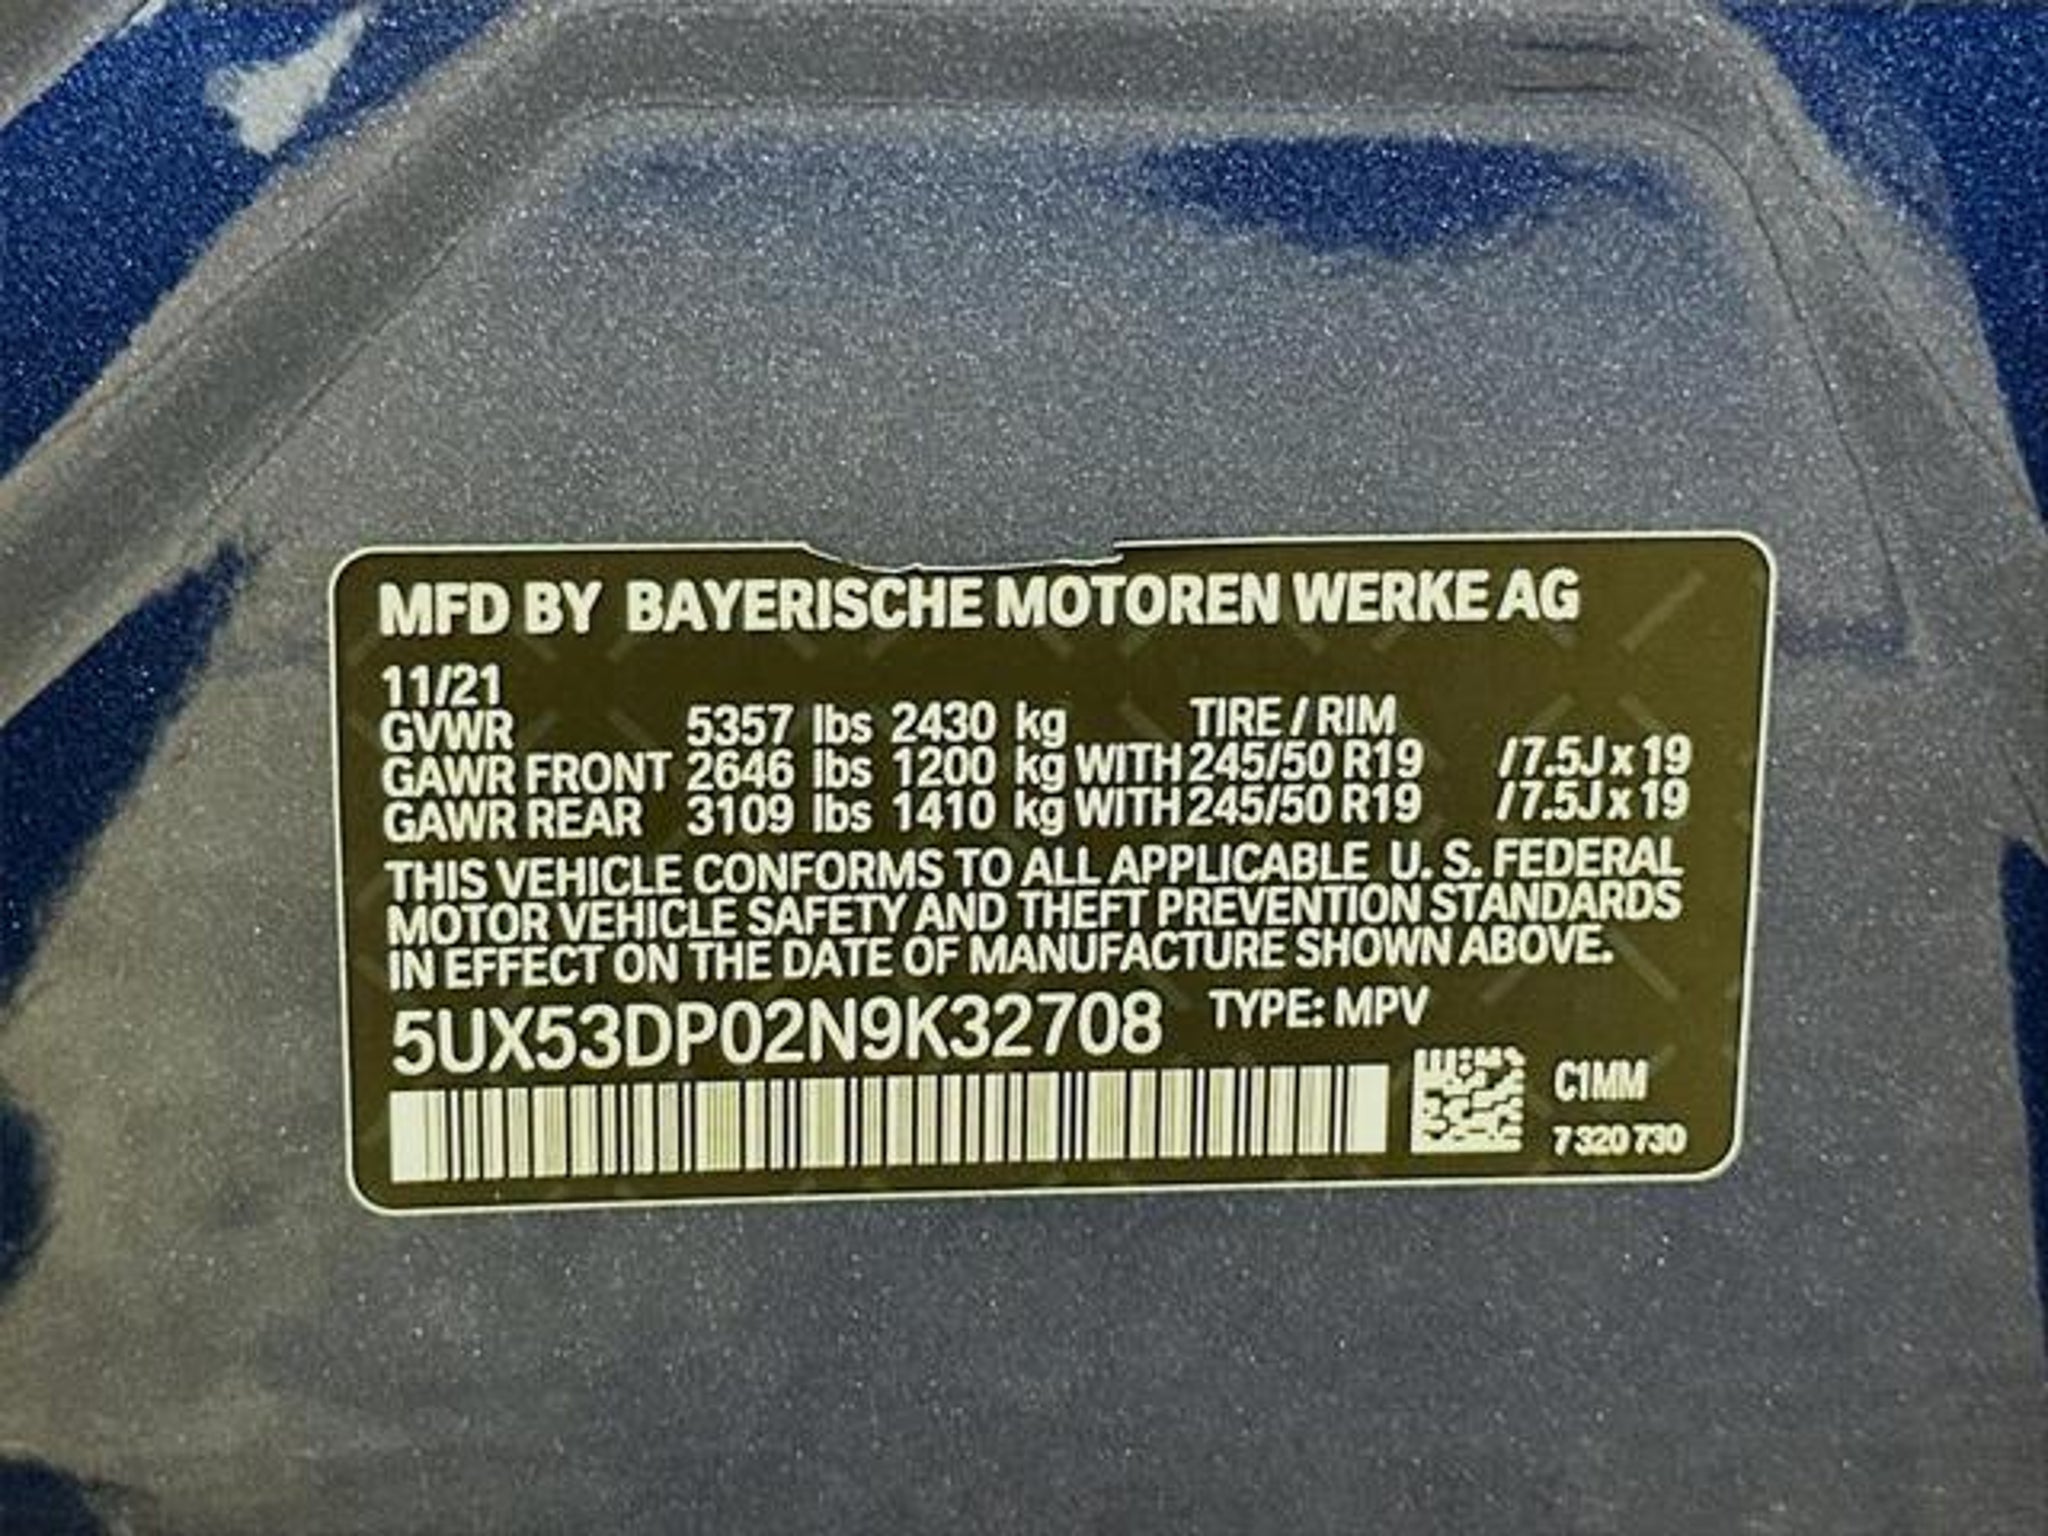 MFD BY BAYERISCHE MOTOREN WERKE AG
11/21
GVWR 5357 lbs 2430 kg TIRE / RIM
GAWR FRONT 2646 lbs 1200 kg WITH 245/50 R19 /7.5J x 19
GAWR REAR 3109 lbs 1410 kg WITH 245/50 R19 /7.5J x 19
THIS VEHICLE CONFORMS TO ALL APPLICABLE U. S. FEDERAL
MOTOR VEHICLE SAFETY AND THEFT PREVENTION STANDARDS
IN EFFECT ON THE DATE OF MANUFACTURE SHOWN ABOVE.
5UX53DP02N9K32708 TYPE: MPV
C1MM
7 320 730